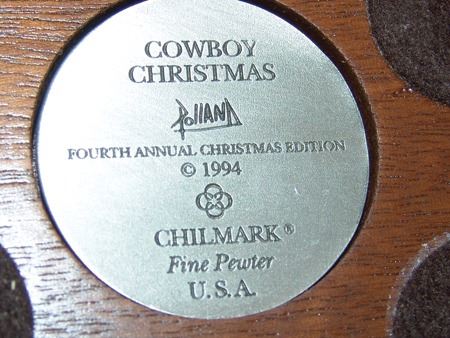 COWBOY
CHRISTMAS
Polland
FOURTH ANNUAL CHRISTMAS EDITION
© 1994
CHILMARK®
Fine Pewter
U.S.A.